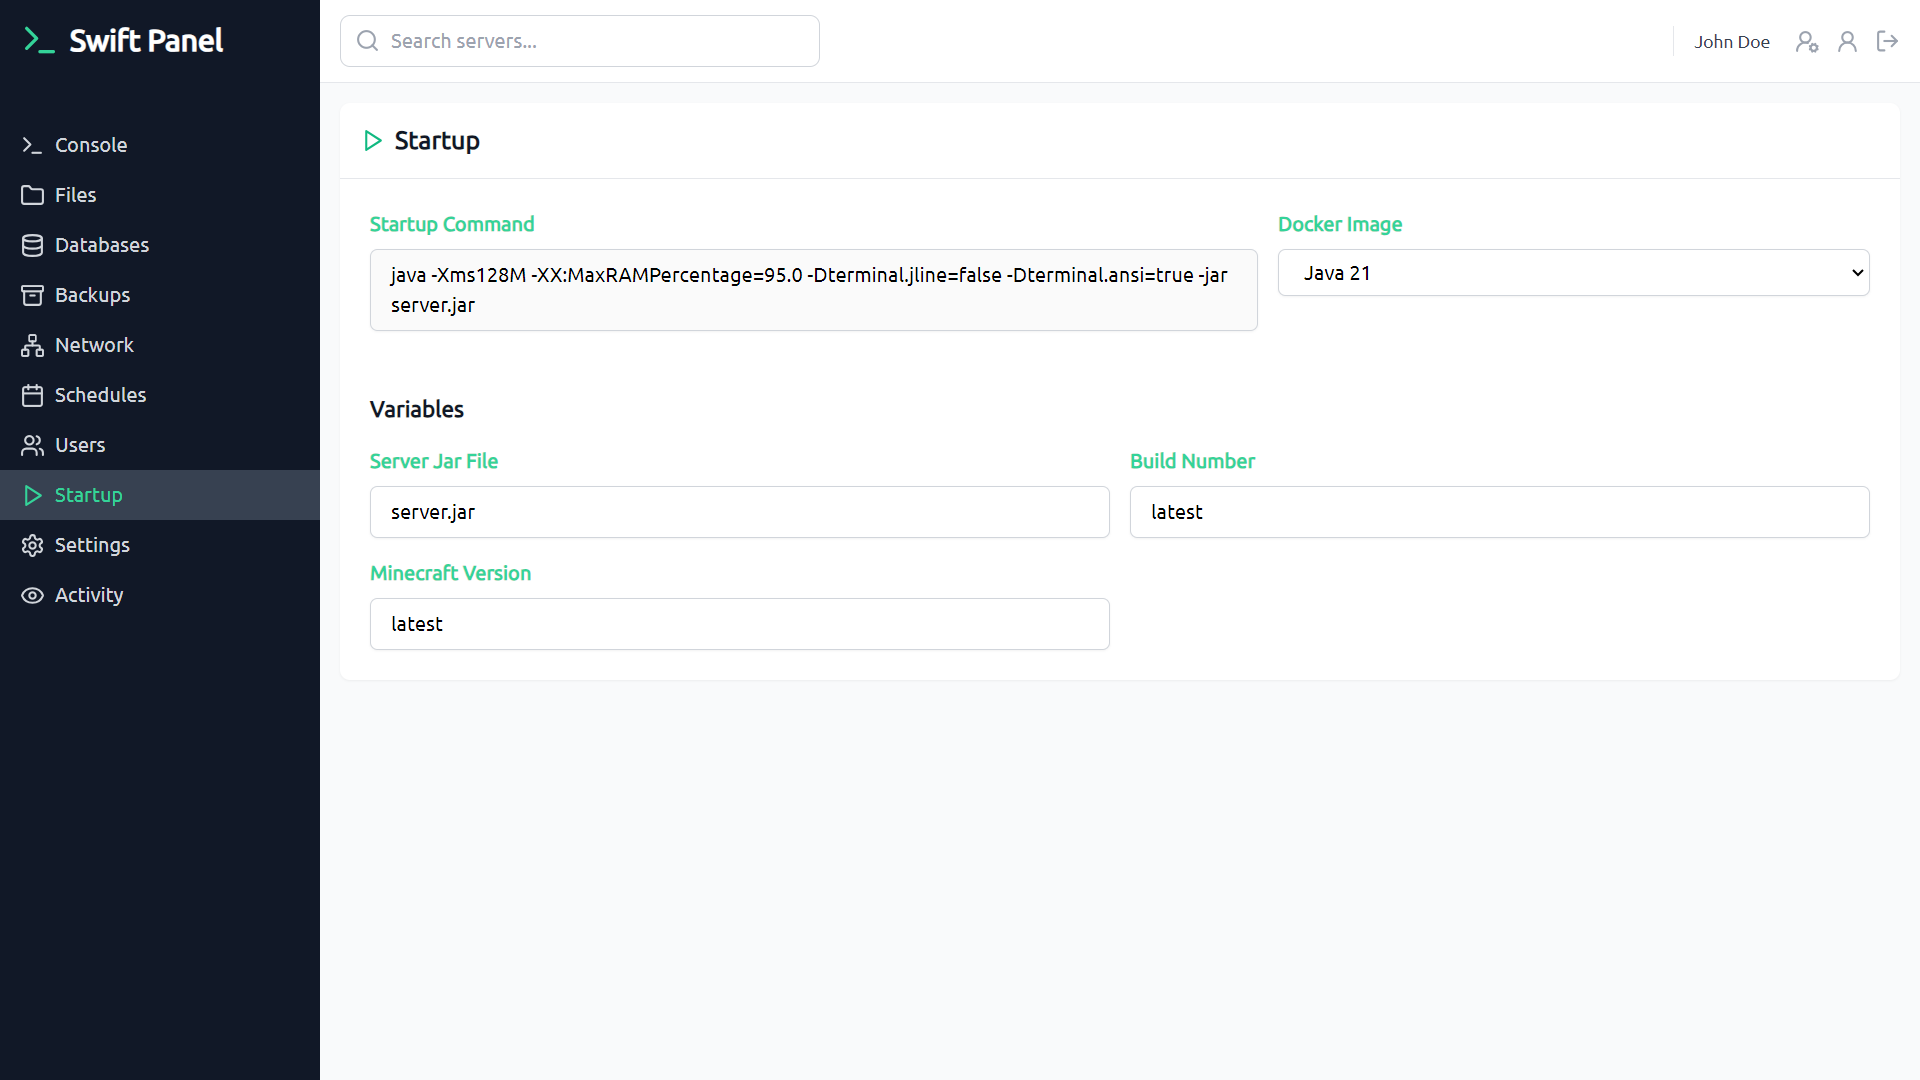 Swift Panel
Search servers...
John Doe
Console
Files
Databases
Backups
Network
Schedules
Users
Startup
Settings
Activity
Startup
Startup Command
java -Xms128M -XX:MaxRAMPercentage=95.0 -Dterminal.jline=false -Dterminal.ansi=true -jar
server.jar
Docker Image
Java 21
Variables
Server Jar File
server.jar
Build Number
latest
Minecraft Version
latest